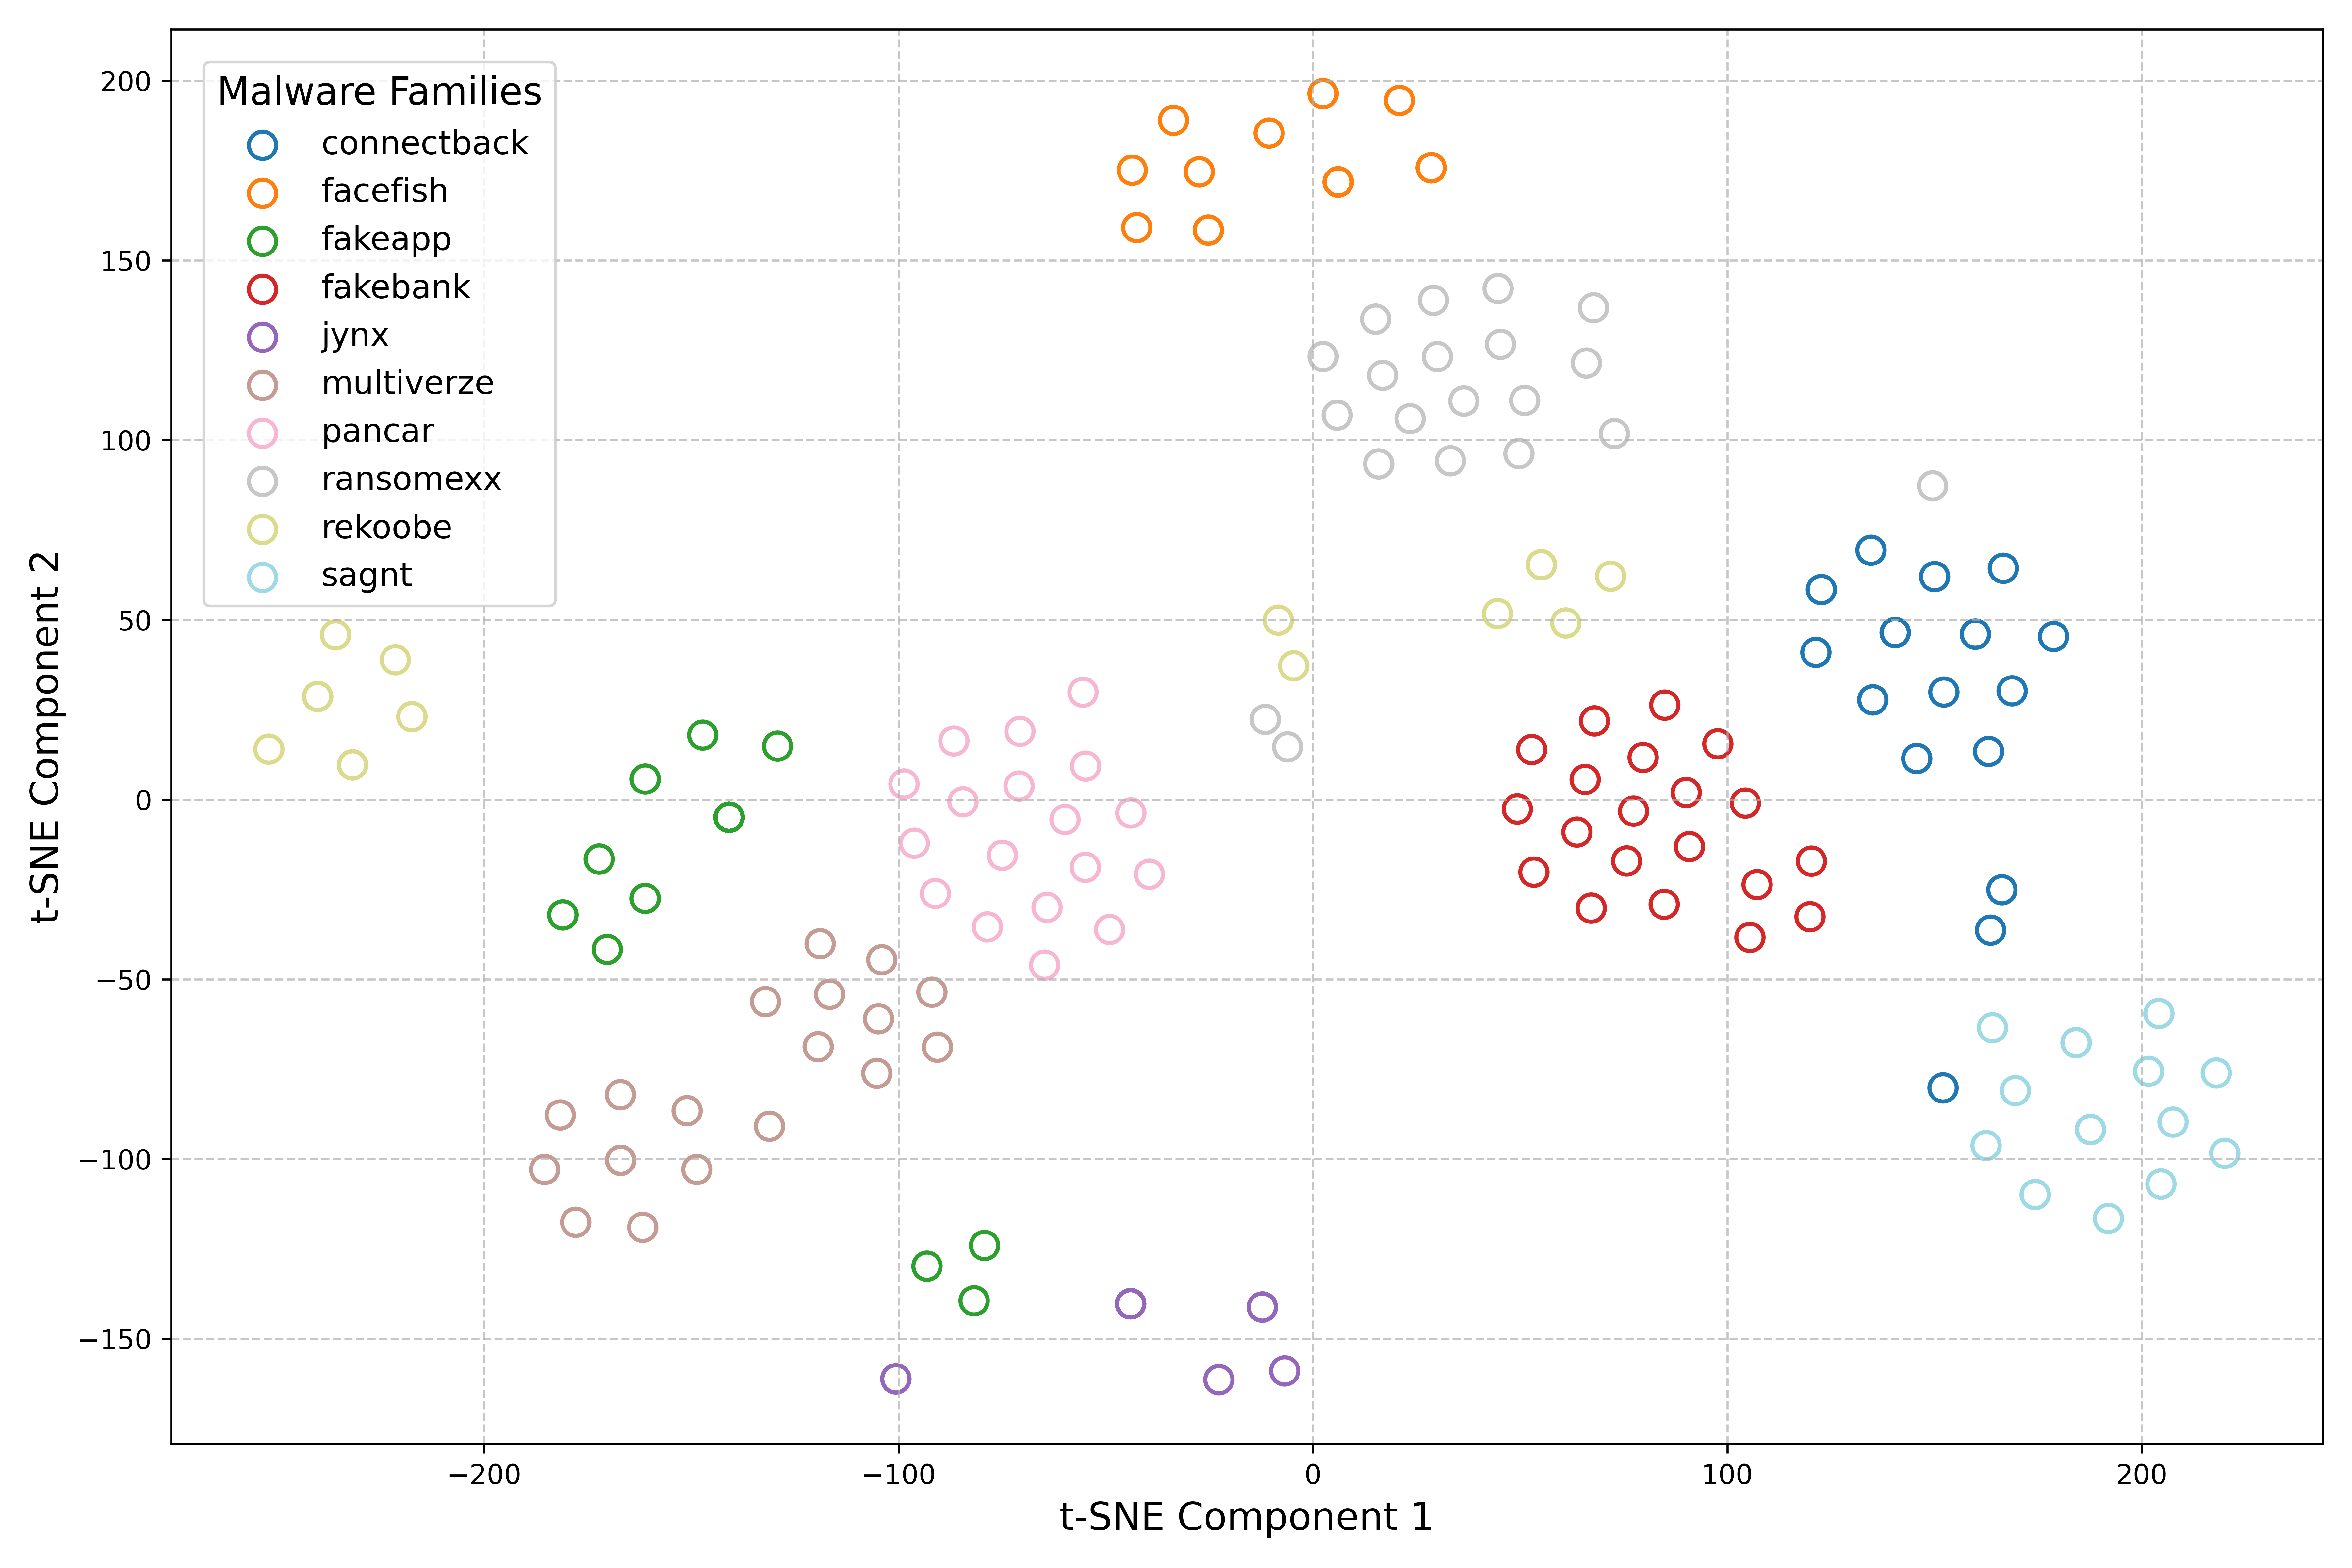 Malware Families
connectback
facefish
fakeapp
fakebank
jynx
multiverze
pancar
ransomexx
rekoobe
sagnt
t-SNE Component 2
200
150
100
50
0
−50
−100
−150
−200
−100
0
100
200
t-SNE Component 1